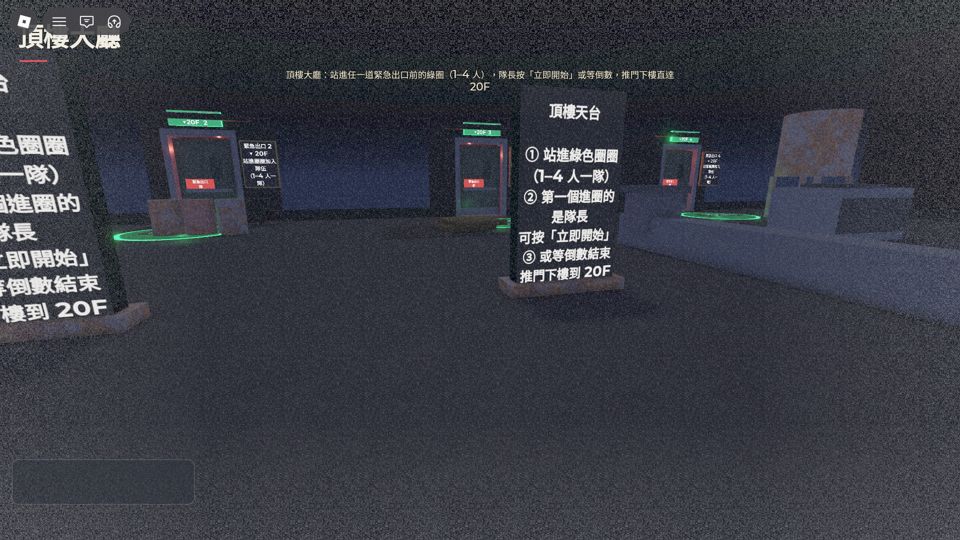 頂樓大廳
頂樓大廳：站進任一道緊急出口前的綠圈（1–4 人），隊長按「立即開始」或等倒數，推門下樓直達
20F
台
色圈圈
一隊）
個進圈的
隊長
立即開始」
等倒數結束
樓到 20F
20F 2
緊急出口 2
▼ 20F
站進圈圈加入
隊伍
（1–4 人一
隊）
20F 3
頂樓天台
① 站進綠色圈圈
（1–4 人一隊）
② 第一個進圈的
是隊長
可按「立即開始」
③ 或等倒數結束
推門下樓到 20F